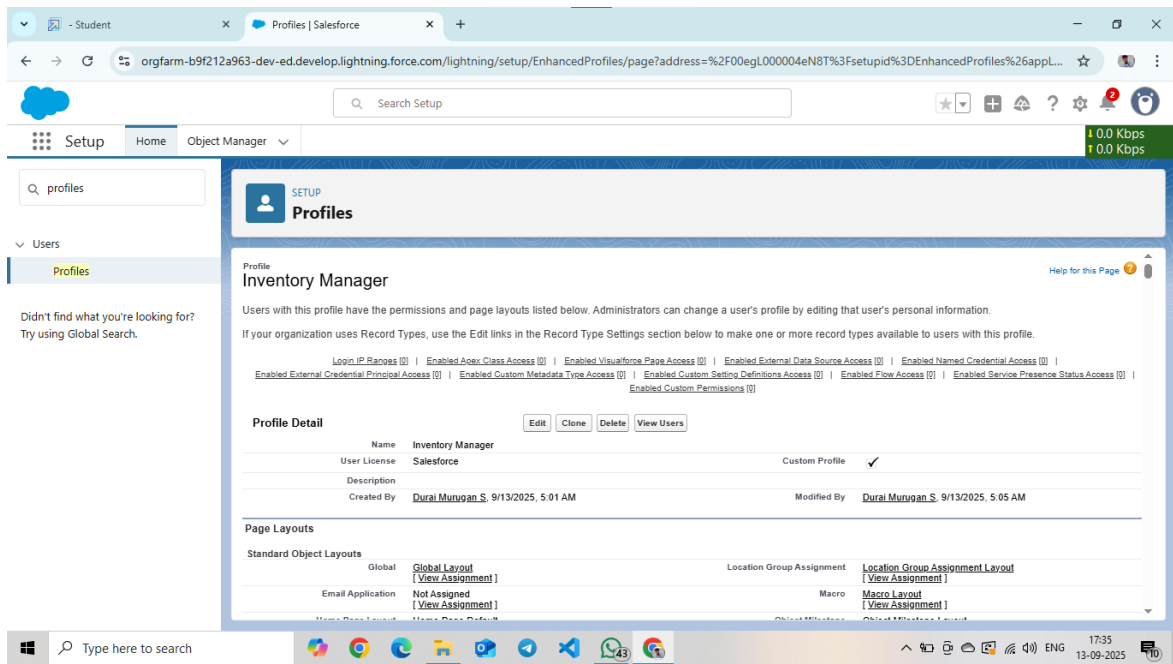 - Student
Profiles | Salesforce
orgfarm-b9f212a963-dev-ed.develop.lightning.force.com/lightning/setup/EnhancedProfiles/page?address=%2F00egL000004eN8T%3Fsetupid%3DEnhancedProfiles%26appL...
Search Setup
2
Setup
Home
Object Manager
0.0 Kbps
0.0 Kbps
profiles
SETUP
Profiles
Users
Profiles
Didn't find what you're looking for?
Try using Global Search.
Profile
Inventory Manager
Help for this Page ?
Users with this profile have the permissions and page layouts listed below. Administrators can change a user's profile by editing that user's personal information.
If your organization uses Record Types, use the Edit links in the Record Type Settings section below to make one or more record types available to users with this profile.
Login IP Ranges [0] | Enabled Apex Class Access [0] | Enabled Visualforce Page Access [0] | Enabled External Data Source Access [0] | Enabled Named Credential Access [0] |
Enabled External Credential Principal Access [0] | Enabled Custom Metadata Type Access [0] | Enabled Custom Setting Definitions Access [0] | Enabled Flow Access [0] | Enabled Service Presence Status Access [0] |
Enabled Custom Permissions [0]
Profile Detail Edit Clone Delete View Users
Name Inventory Manager
User License Salesforce Custom Profile
Description
Created By Durai Murugan S, 9/13/2025, 5:01 AM Modified By Durai Murugan S, 9/13/2025, 5:05 AM
Page Layouts
Standard Object Layouts
Global Global Layout Location Group Assignment Location Group Assignment Layout
[ View Assignment ] [ View Assignment ]
Email Application Not Assigned Macro Macro Layout
[ View Assignment ] [ View Assignment ]
Home Page Layout Home Page Default Object Milestone Object Milestone Layout
Type here to search
43
ENG
17:35
13-09-2025
10